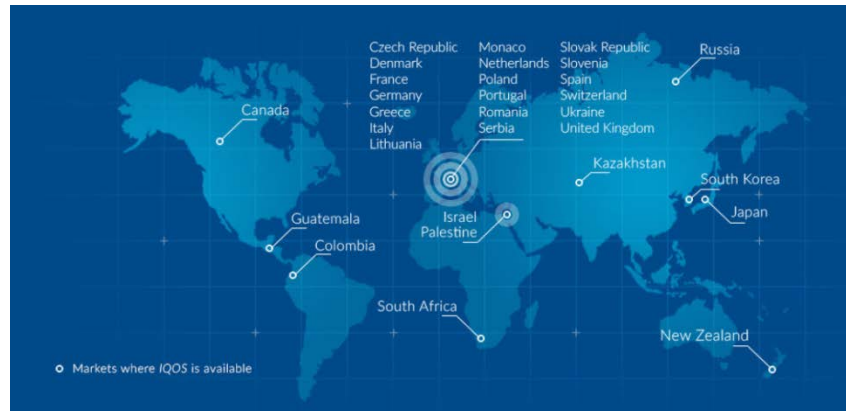 Czech Republic
Denmark
France
Germany
Greece
Italy
Lithuania
Monaco
Netherlands
Poland
Portugal
Romania
Serbia
Slovak Republic
Slovenia
Spain
Switzerland
Ukraine
United Kingdom
Russia
Canada
Kazakhstan
South Korea
Japan
Israel
Palestine
Guatemala
Colombia
South Africa
New Zealand
Markets where IQOS is available